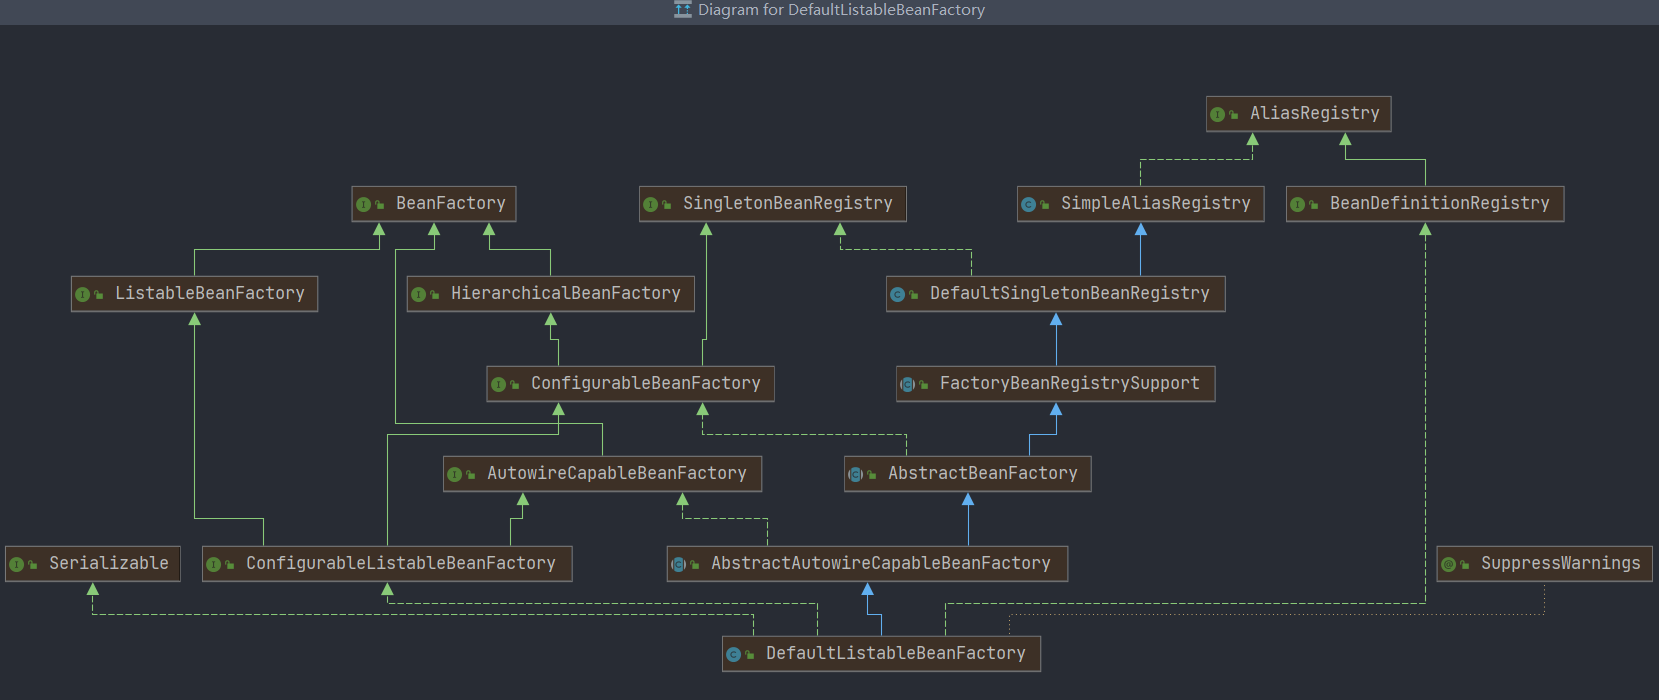 Diagram for DefaultListableBeanFactory
AliasRegistry
BeanFactory
SingletonBeanRegistry
SimpleAliasRegistry
BeanDefinitionRegistry
ListableBeanFactory
HierarchicalBeanFactory
DefaultSingletonBeanRegistry
ConfigurableBeanFactory
FactoryBeanRegistrySupport
AutowireCapableBeanFactory
AbstractBeanFactory
Serializable
ConfigurableListableBeanFactory
AbstractAutowireCapableBeanFactory
SuppressWarnings
DefaultListableBeanFactory